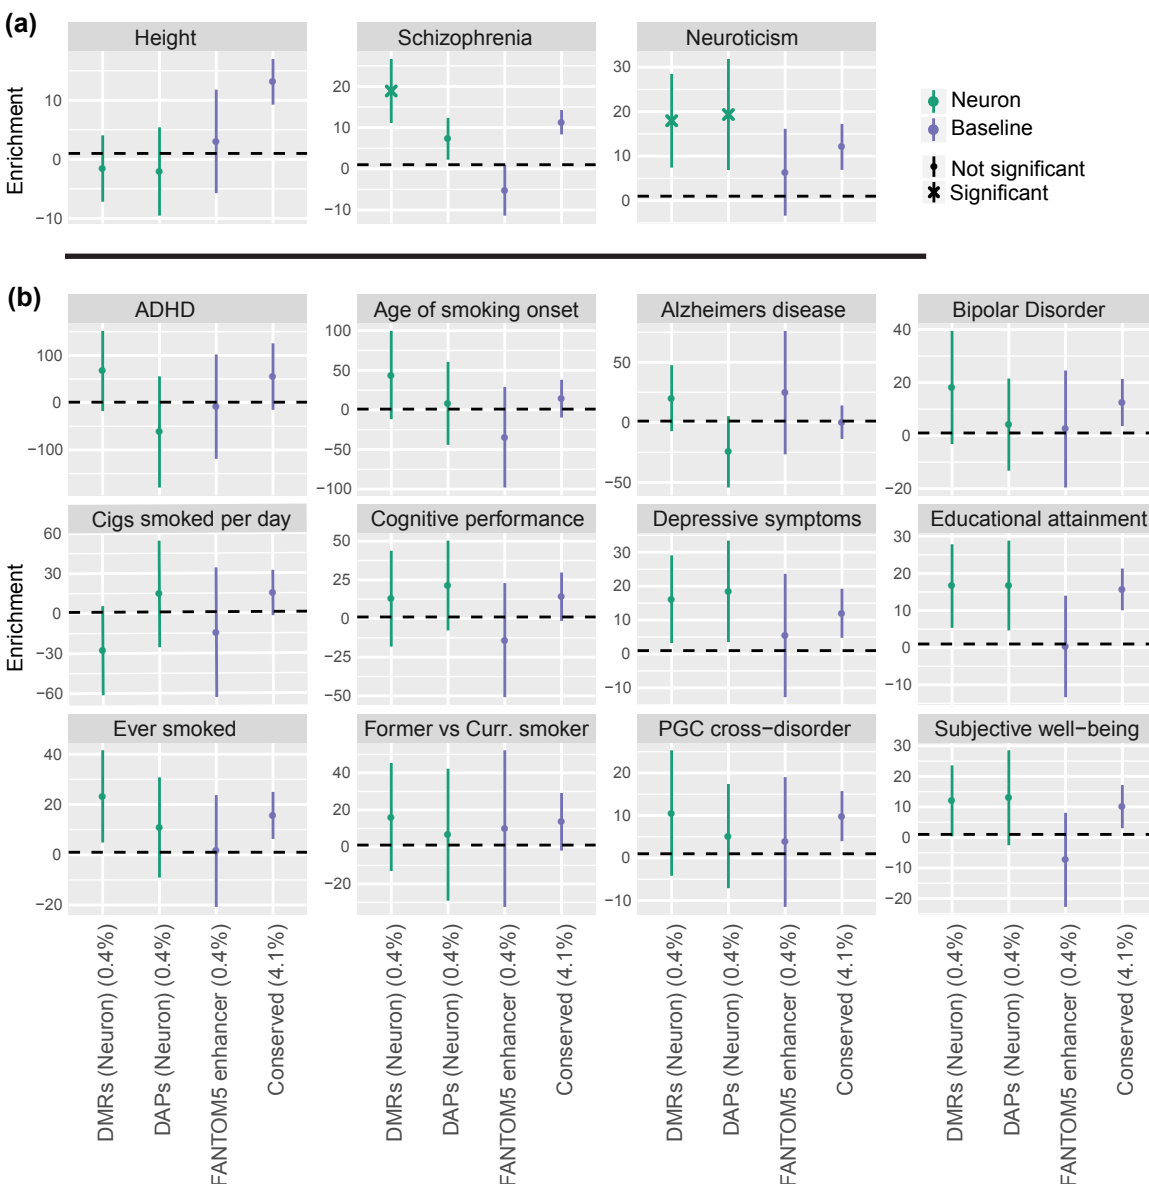 (a)
Height
Schizophrenia
Neuroticism
Enrichment
10
0
−10
20
10
0
−10
30
20
10
0
Neuron
Baseline
Not significant
Significant
(b)
ADHD
Age of smoking onset
Alzheimers disease
Bipolar Disorder
100
0
−100
100
50
0
−50
−100
50
0
−50
40
20
0
−20
Cigs smoked per day
Cognitive performance
Depressive symptoms
Educational attainment
Enrichment
60
30
0
−30
−60
50
25
0
−25
−50
30
20
10
0
−10
30
20
10
0
−10
Ever smoked
Former vs Curr. smoker
PGC cross−disorder
Subjective well−being
40
20
0
−20
40
20
0
−20
20
10
0
−10
30
20
10
0
−10
−20
DMRs (Neuron) (0.4%)
DAPs (Neuron) (0.4%)
FANTOM5 enhancer (0.4%)
Conserved (4.1%)
DMRs (Neuron) (0.4%)
DAPs (Neuron) (0.4%)
FANTOM5 enhancer (0.4%)
Conserved (4.1%)
DMRs (Neuron) (0.4%)
DAPs (Neuron) (0.4%)
FANTOM5 enhancer (0.4%)
Conserved (4.1%)
DMRs (Neuron) (0.4%)
DAPs (Neuron) (0.4%)
FANTOM5 enhancer (0.4%)
Conserved (4.1%)